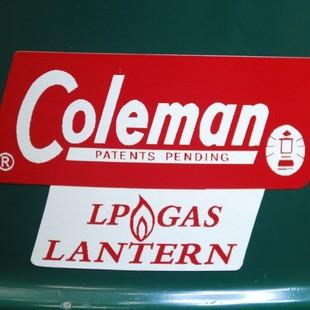 Coleman
®
PATENTS PENDING
LP GAS
LANTERN